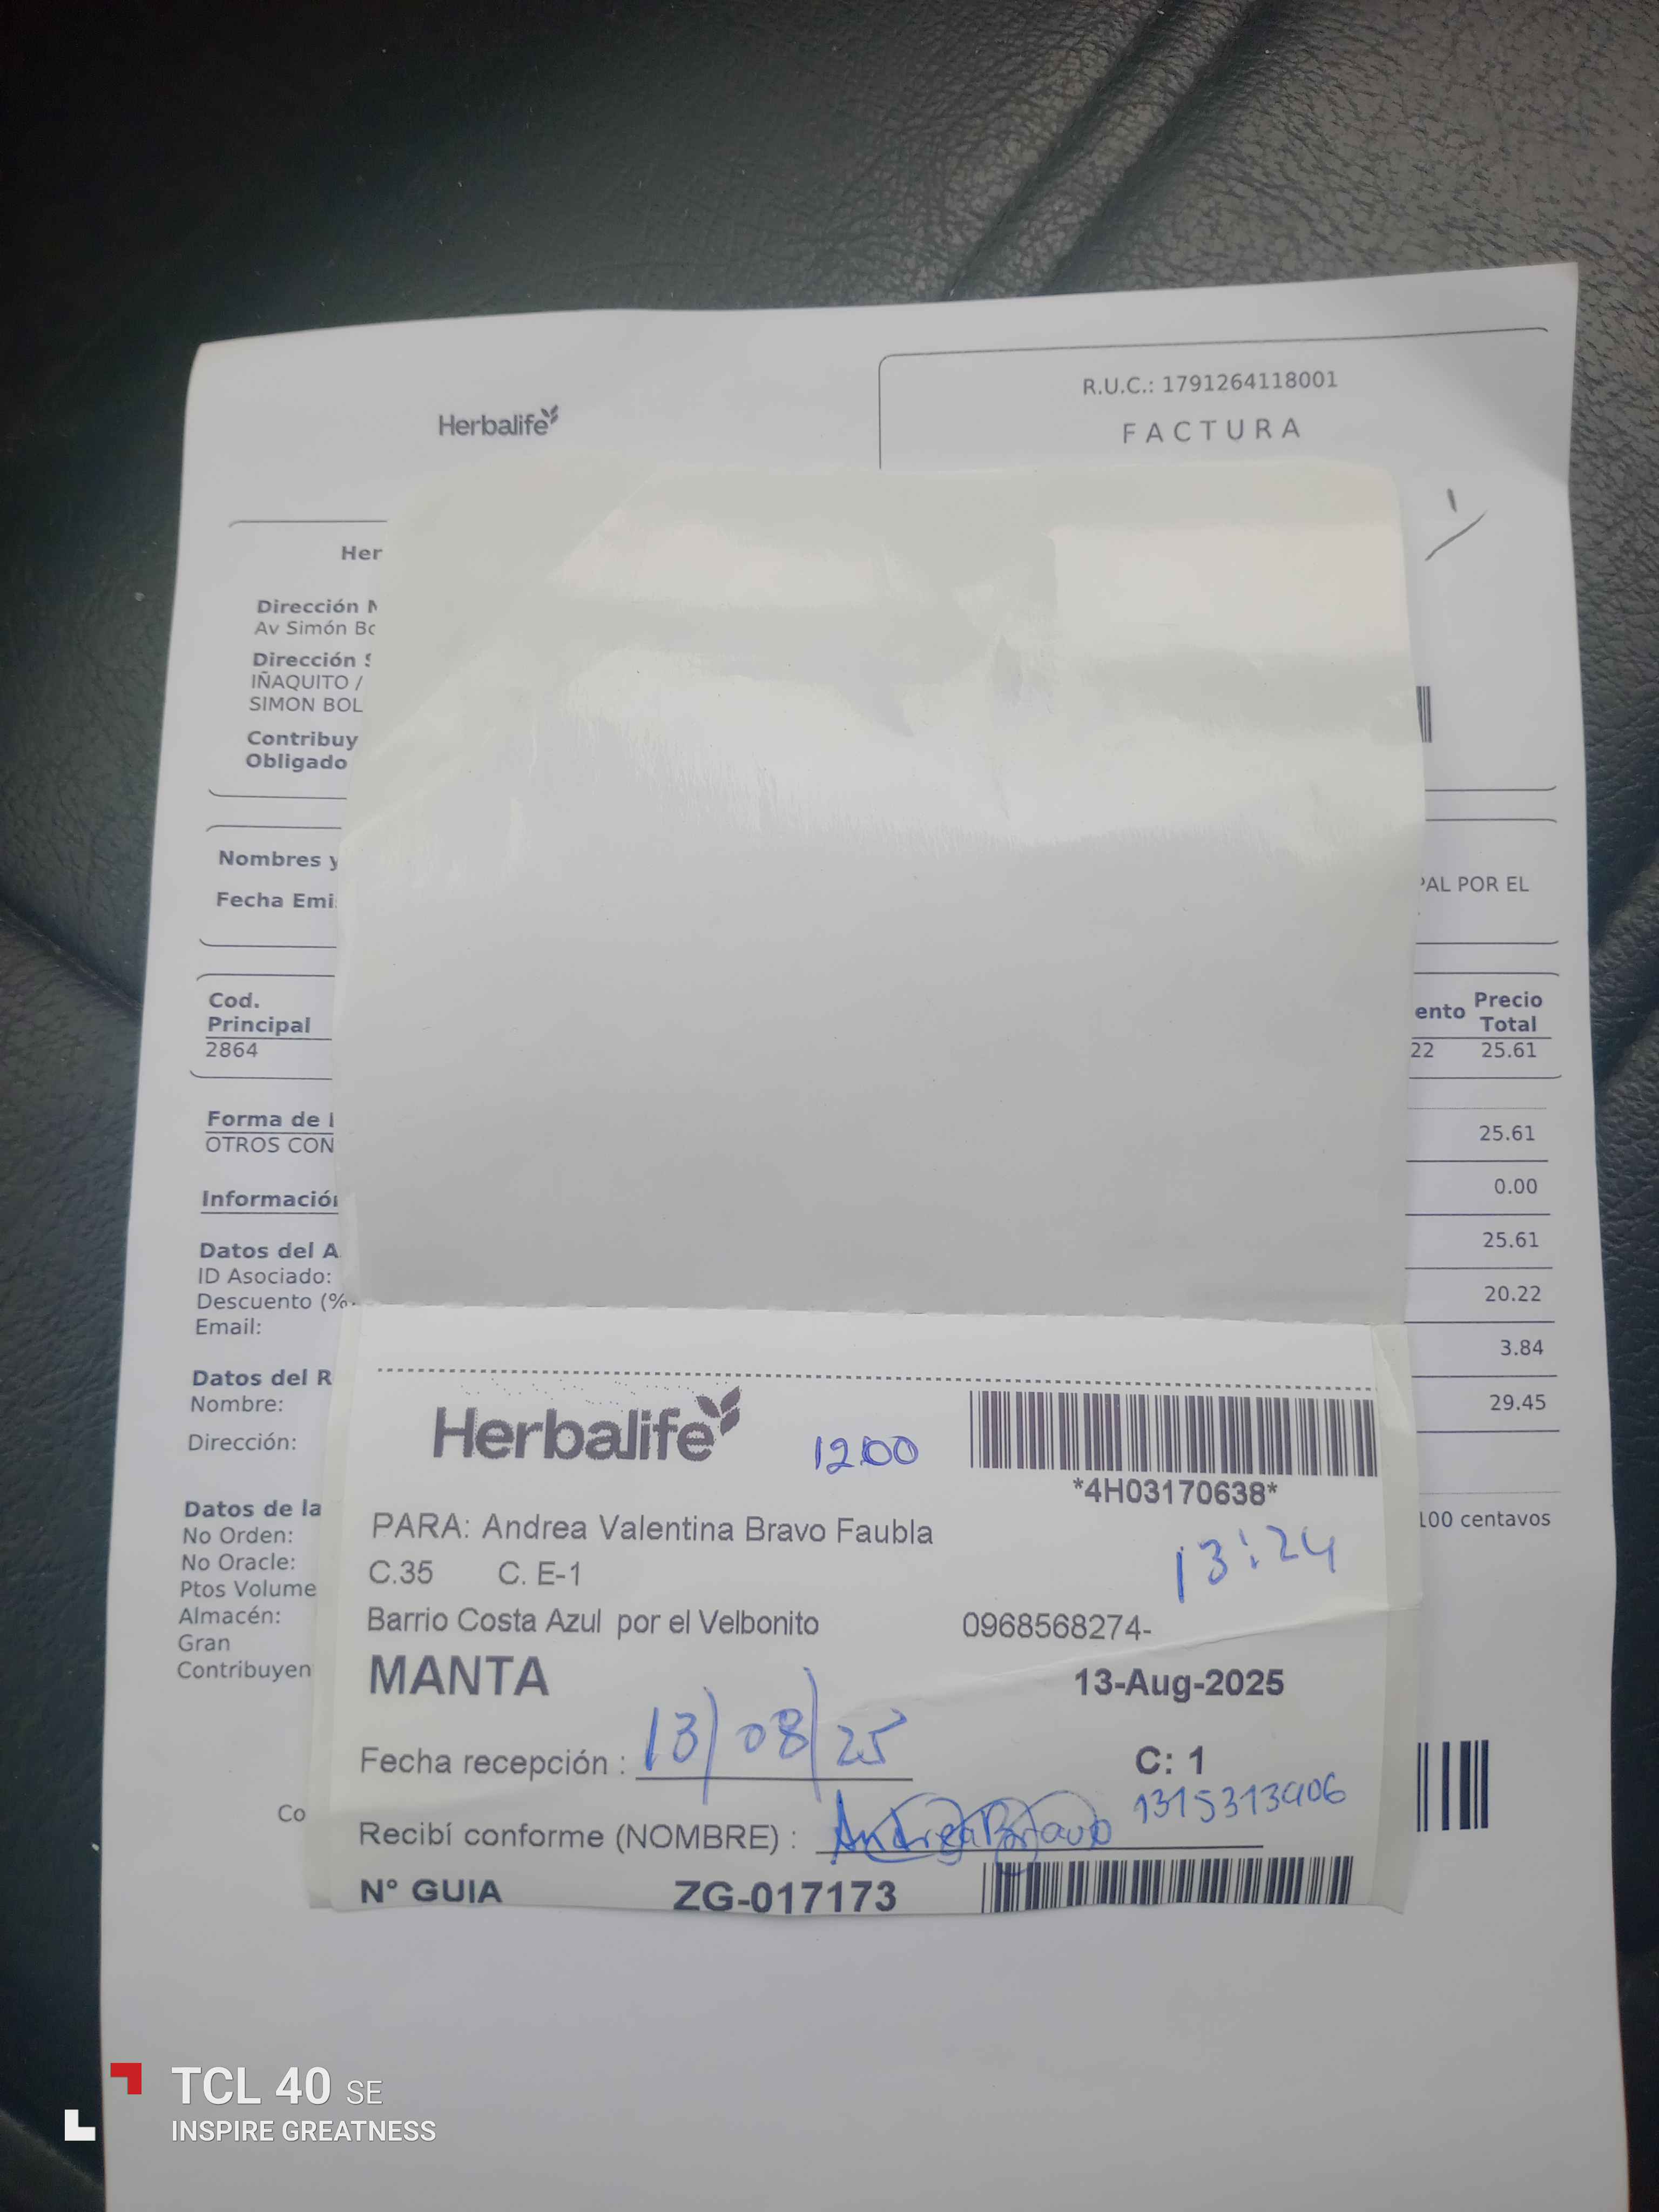 R.U.C.: 1791264118001
Herbalife
FACTURA
Her
Dirección
Av Simón
Dirección
IÑAQUITO /
SIMON BOL
Contribuy
Obligado
Nombres y
Fecha Emi
PAL POR EL
Cod. Principal
ento Precio Total
2864
22 25.61
Forma de
OTROS CON
25.61
Información
0.00
Datos del A
25.61
ID Asociado:
Descuento (%
20.22
Email:
3.84
Datos del R
Nombre:
29.45
Dirección:
Datos de la
No Orden:
100 centavos
No Oracle:
Ptos Volume
Almacén:
Gran
Contribuyen
Co
Herbalife 1200
*4H03170638*
PARA: Andrea Valentina Bravo Faubla
13:24
C.35 C. E-1
Barrio Costa Azul por el Velbonito 0968568274-
MANTA 13-Aug-2025
Fecha recepción : 13/08/25 C: 1
Recibí conforme (NOMBRE) : Andrea Bravo 1315313406
N° GUIA ZG-017173
TCL 40 SE
INSPIRE GREATNESS